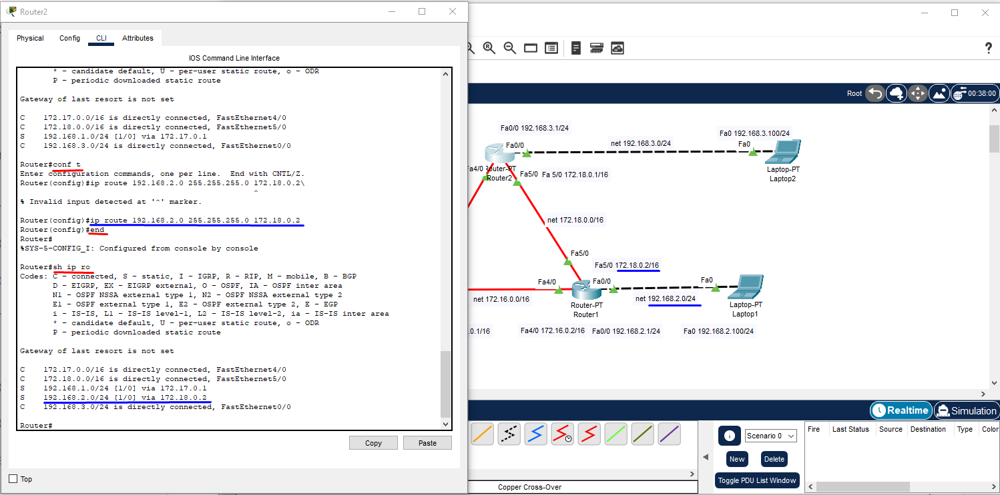 Router2
Physical Config CLI Attributes
IOS Command Line Interface
* - candidate default, U - per-user static route, o - ODR
P - periodic downloaded static route
Gateway of last resort is not set
C 172.17.0.0/16 is directly connected, FastEthernet4/0
C 172.18.0.0/16 is directly connected, FastEthernet5/0
S 192.168.1.0/24 [1/0] via 172.17.0.1
C 192.168.3.0/24 is directly connected, FastEthernet0/0
Router#conf t
Enter configuration commands, one per line. End with CNTL/Z.
Router(config)#ip route 192.168.2.0 255.255.255.0 172.18.0.2\
^
% Invalid input detected at '^' marker.
Router(config)#ip route 192.168.2.0 255.255.255.0 172.18.0.2
Router(config)#end
Router#
%SYS-5-CONFIG_I: Configured from console by console
Router#sh ip ro
Codes: C - connected, S - static, I - IGRP, R - RIP, M - mobile, B - BGP
D - EIGRP, EX - EIGRP external, O - OSPF, IA - OSPF inter area
N1 - OSPF NSSA external type 1, N2 - OSPF NSSA external type 2
E1 - OSPF external type 1, E2 - OSPF external type 2, E - EGP
i - IS-IS, L1 - IS-IS level-1, L2 - IS-IS level-2, ia - IS-IS inter area
* - candidate default, U - per-user static route, o - ODR
P - periodic downloaded static route
Gateway of last resort is not set
C 172.17.0.0/16 is directly connected, FastEthernet4/0
C 172.18.0.0/16 is directly connected, FastEthernet5/0
S 192.168.1.0/24 [1/0] via 172.17.0.1
S 192.168.2.0/24 [1/0] via 172.18.0.2
C 192.168.3.0/24 is directly connected, FastEthernet0/0
Router#
Copy Paste
Top
?
Root 00:38:00
Fa0/0 192.168.3.1/24
Fa0 192.168.3.100/24
Fa0/0
net 192.168.3.0/24
Fa0
Fa4/0 Router-PT
Router2
Fa5/0 Fa 5/0 172.18.0.1/16
Laptop-PT
Laptop2
net 172.18.0.0/16
Fa5/0
Fa5/0 172.18.0.2/16
Fa4/0
Fa0/0
Fa0
net 172.16.0.0/16
net 192.168.2.0/24
Router-PT
Router1
Laptop-PT
Laptop1
.0.1/16
Fa4/0 172.16.0.2/16
Fa0/0 192.168.2.1/24
Fa0 192.168.2.100/24
Realtime Simulation
Scenario 0
New Delete
Toggle PDU List Window
Fire Last Status Source Destination Type Color
Copper Cross-Over